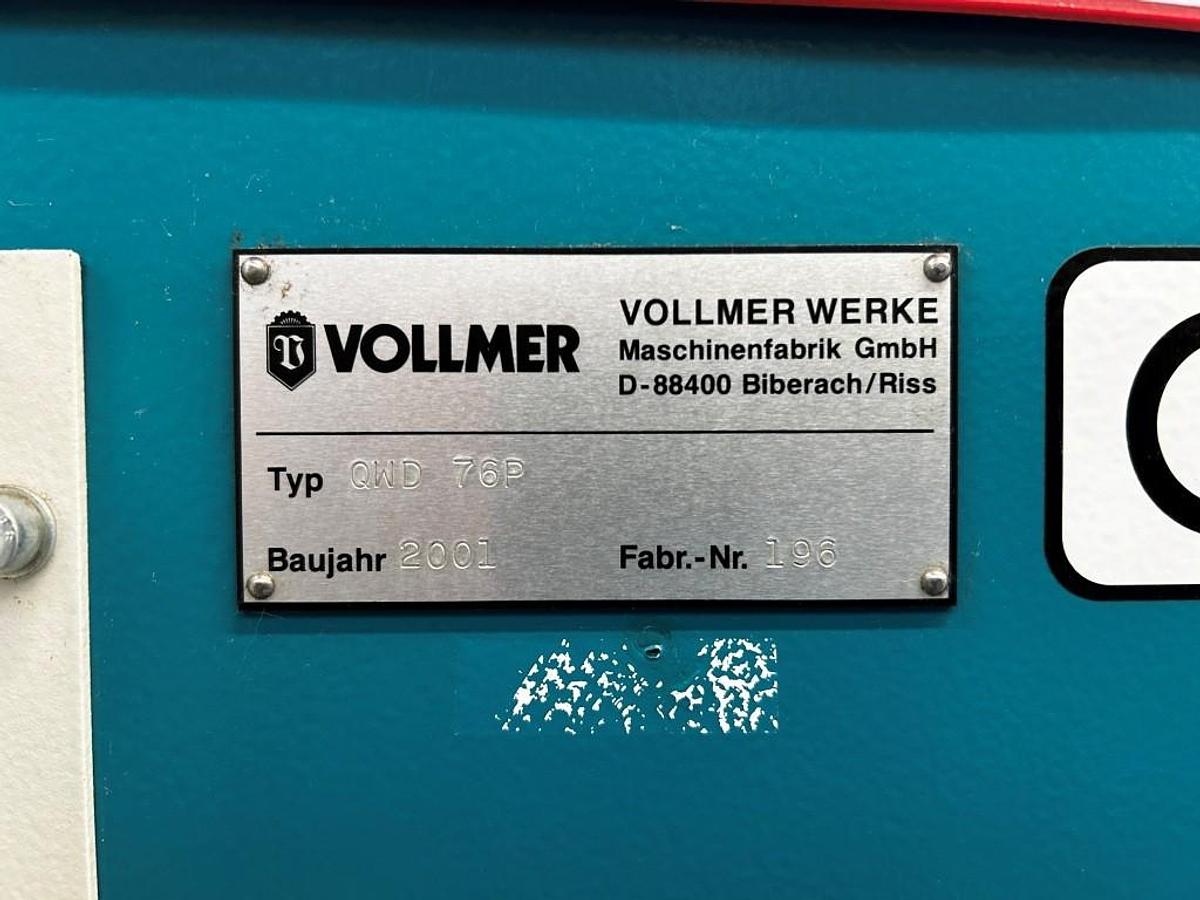 VOLLMER
VOLLMER WERKE
Maschinenfabrik GmbH
D-88400 Biberach/Riss
Typ QWD 76P
Baujahr 2001 Fabr.-Nr. 196